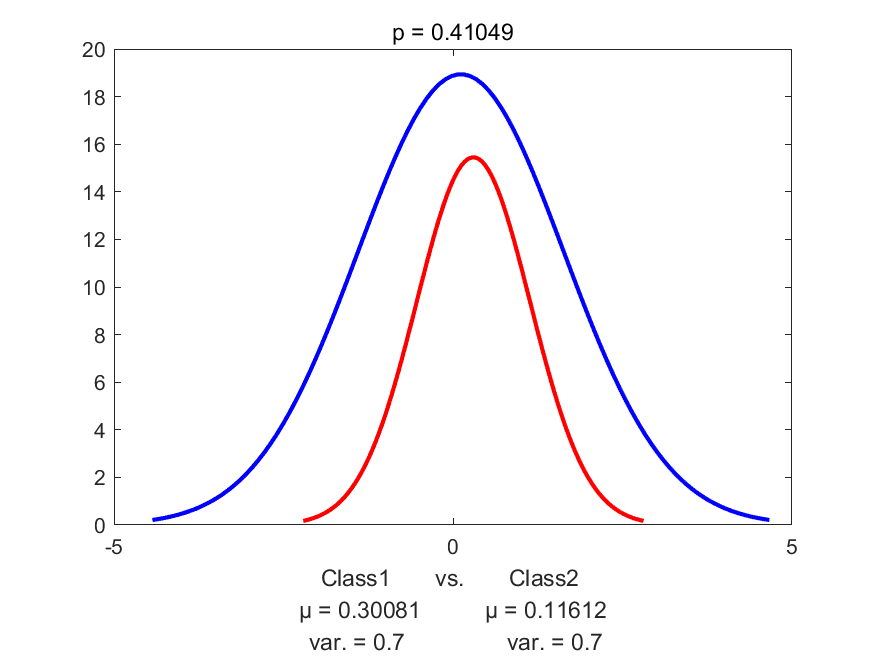 p = 0.41049
20
18
16
14
12
10
8
6
4
2
0
-5 0 5
Class1 vs. Class2
μ = 0.30081 μ = 0.11612
var. = 0.7 var. = 0.7